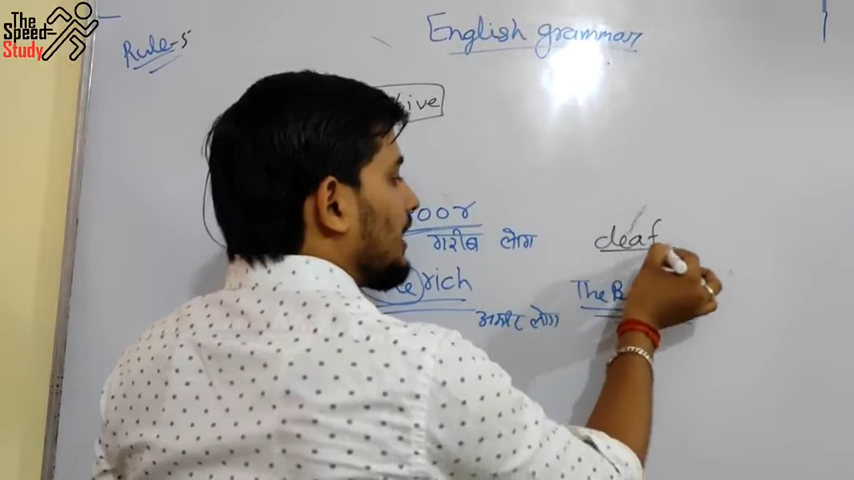 The
Speed
Study
English grammar
Rule-5
tive
oor
गरीब लोग
deaf
rich
The B
अमीर लोग